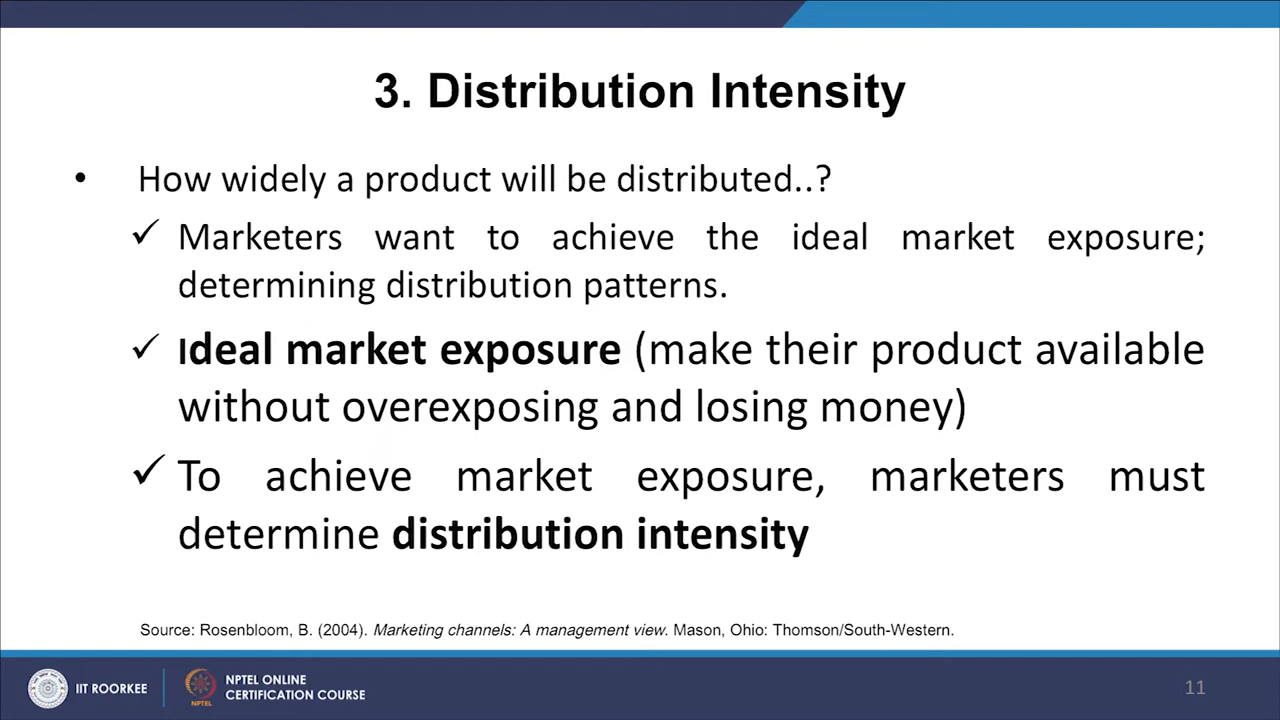 3. Distribution Intensity
• How widely a product will be distributed..?
✓ Marketers want to achieve the ideal market exposure;
determining distribution patterns.
✓ Ideal market exposure (make their product available
without overexposing and losing money)
✓ To achieve market exposure, marketers must
determine distribution intensity
Source: Rosenbloom, B. (2004). Marketing channels: A management view. Mason, Ohio: Thomson/South-Western.
IIT ROORKEE
NPTEL
NPTEL ONLINE
CERTIFICATION COURSE
11